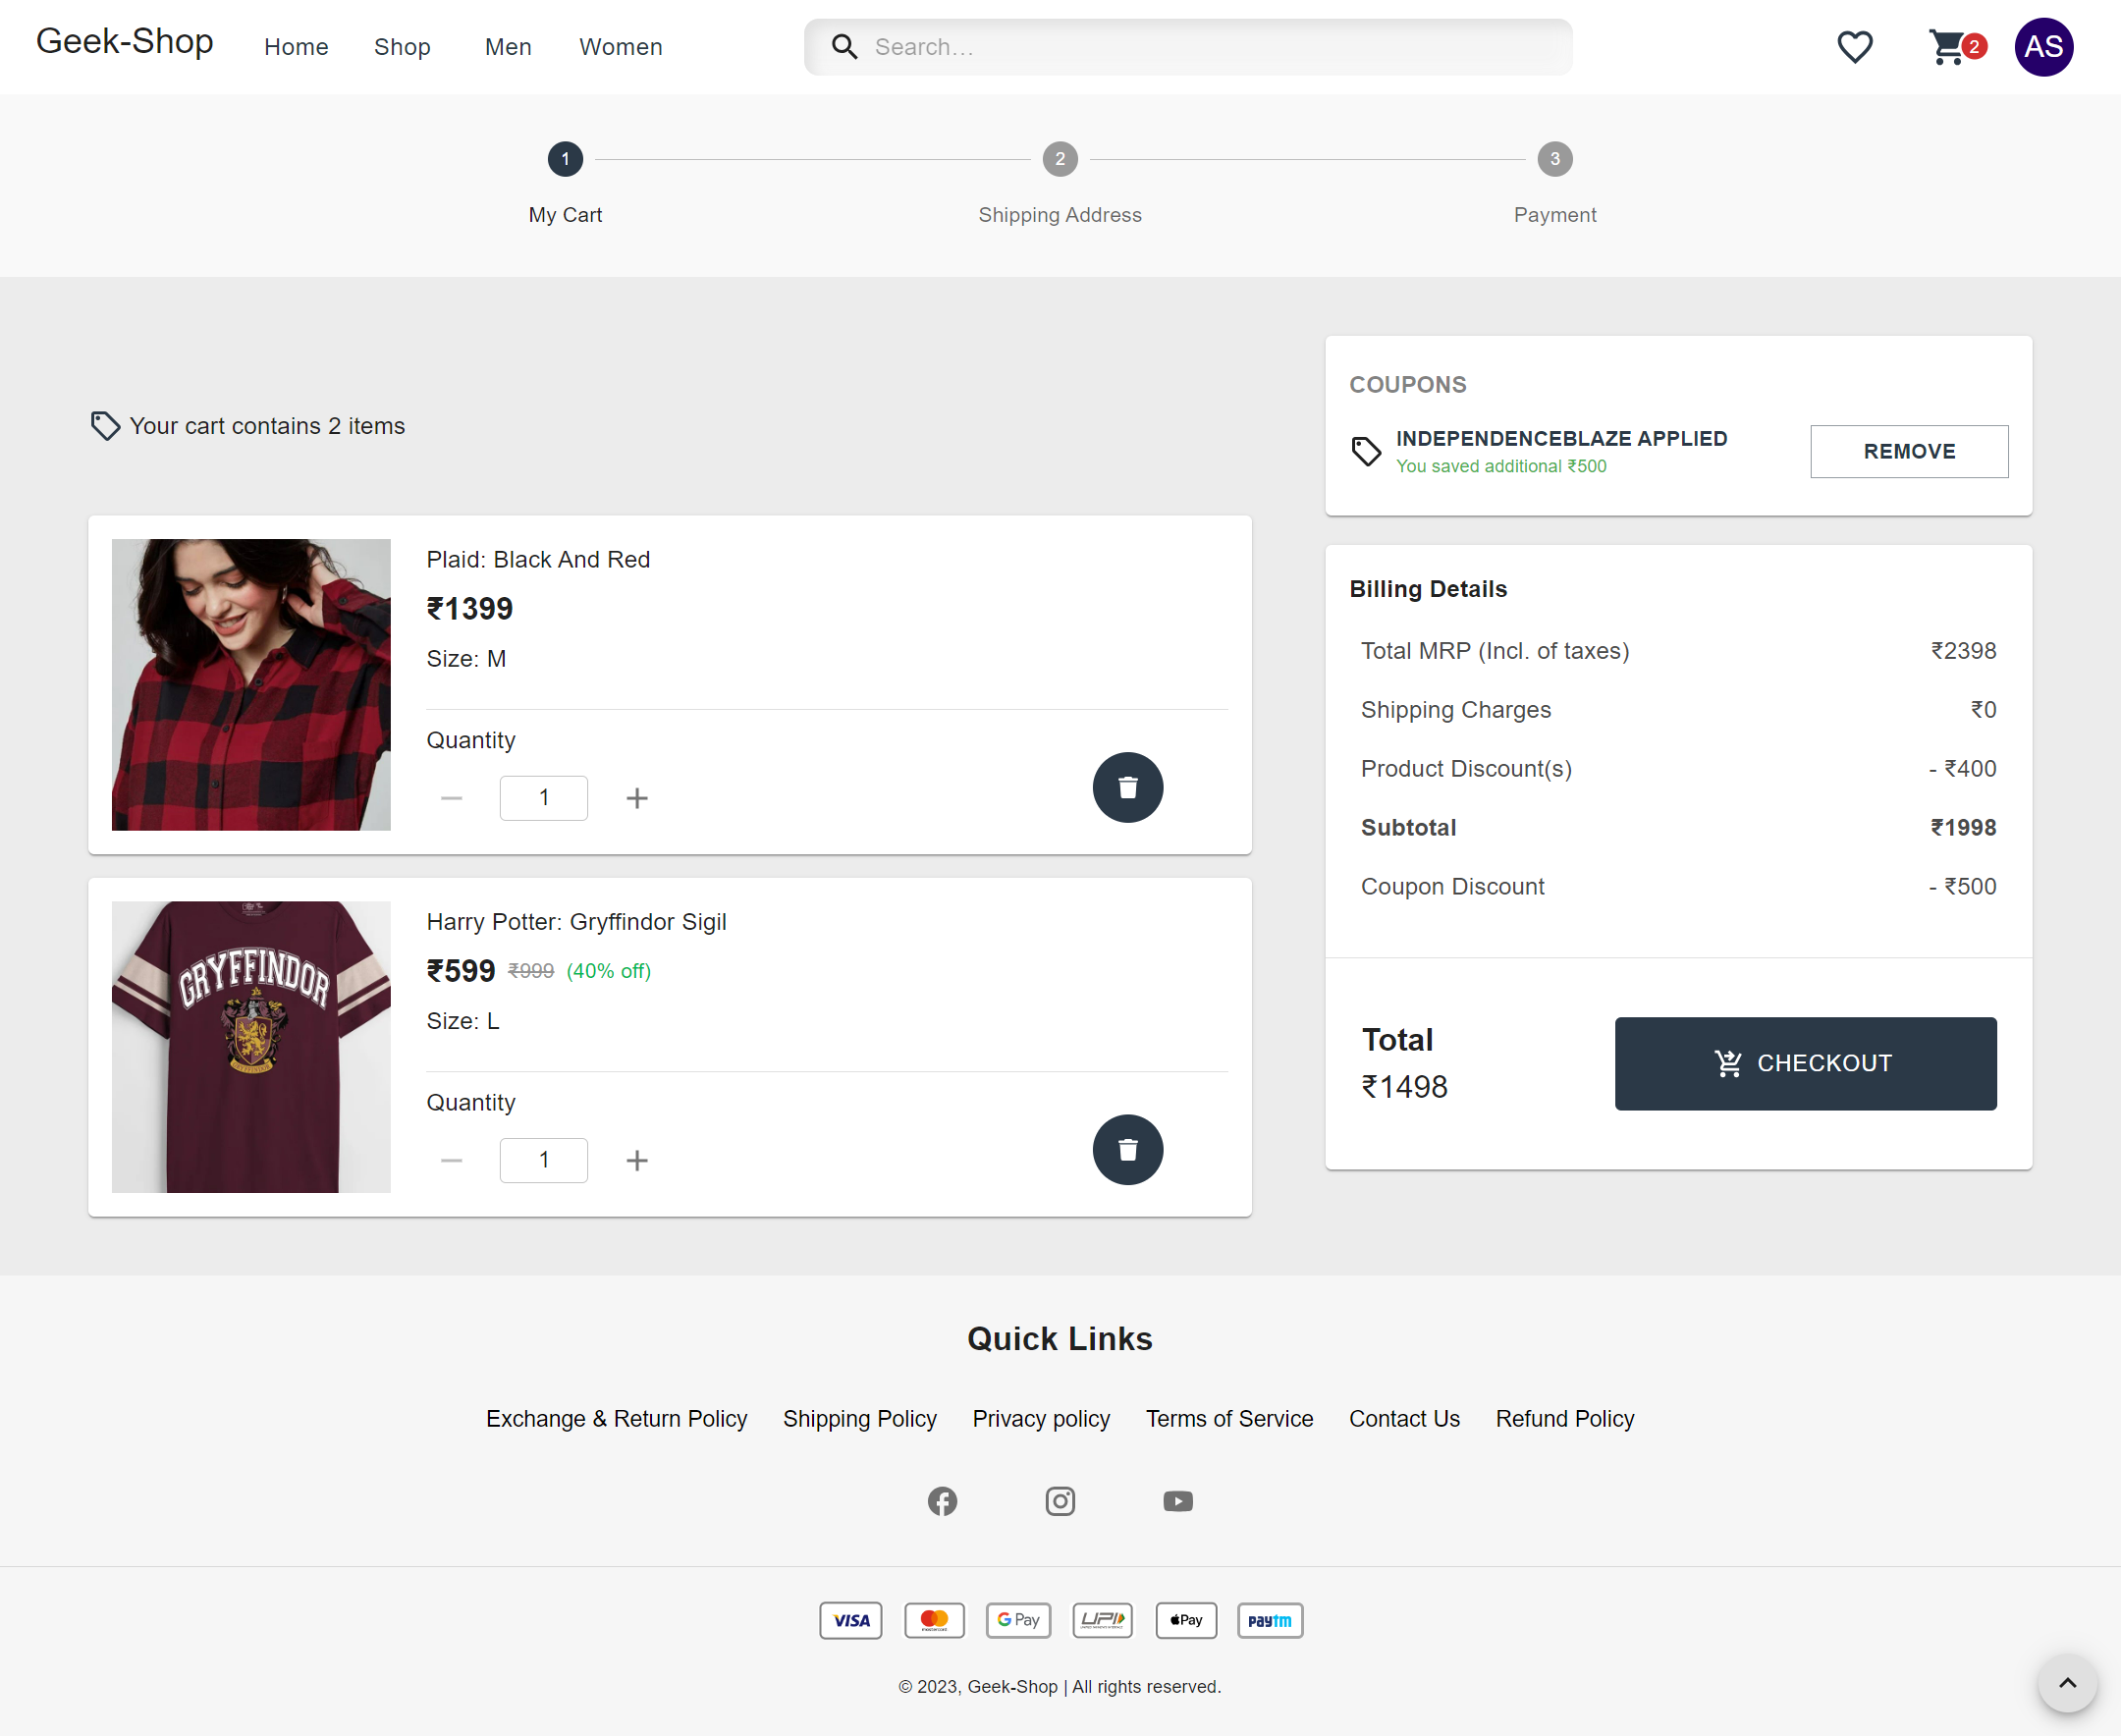 Geek-Shop
Home
Shop
Men
Women
Search…
2
AS
1
2
3
My Cart
Shipping Address
Payment
Your cart contains 2 items
Plaid: Black And Red
₹1399
Size: M
Quantity
1
GRYFFINDOR
GRYFFINDOR
Harry Potter: Gryffindor Sigil
₹599 ₹999 (40% off)
Size: L
Quantity
1
COUPONS
INDEPENDENCEBLAZE APPLIED
You saved additional ₹500
REMOVE
Billing Details
Total MRP (Incl. of taxes) ₹2398
Shipping Charges ₹0
Product Discount(s) - ₹400
Subtotal ₹1998
Coupon Discount - ₹500
Total
₹1498
CHECKOUT
Quick Links
Exchange & Return Policy
Shipping Policy
Privacy policy
Terms of Service
Contact Us
Refund Policy
VISA
mastercard
G Pay
UPI
Pay
paytm
© 2023, Geek-Shop | All rights reserved.